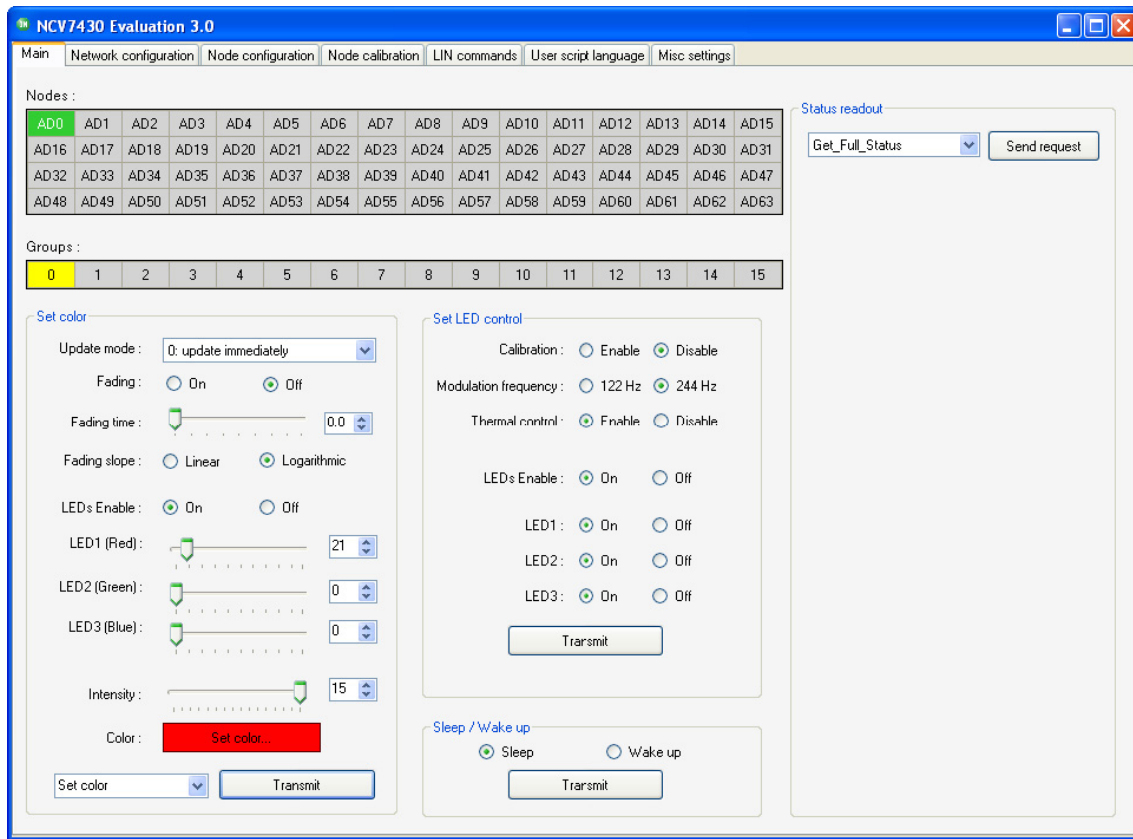 NCV7430 Evaluation 3.0
Main Network configuration Node configuration Node calibration LIN commands User script language Misc settings
Nodes :
AD0 AD1 AD2 AD3 AD4 AD5 AD6 AD7 AD8 AD9 AD10 AD11 AD12 AD13 AD14 AD15
AD16 AD17 AD18 AD19 AD20 AD21 AD22 AD23 AD24 AD25 AD26 AD27 AD28 AD29 AD30 AD31
AD32 AD33 AD34 AD35 AD36 AD37 AD38 AD39 AD40 AD41 AD42 AD43 AD44 AD45 AD46 AD47
AD48 AD49 AD50 AD51 AD52 AD53 AD54 AD55 AD56 AD57 AD58 AD59 AD60 AD61 AD62 AD63
Groups :
0 1 2 3 4 5 6 7 8 9 10 11 12 13 14 15
Set color
Update mode : 0: update immediately
Fading : On Off
Fading time : 0.0
Fading slope : Linear Logarithmic
LEDs Enable : On Off
LED1 (Red) : 21
LED2 (Green) : 0
LED3 (Blue) : 0
Intensity : 15
Color : Set color...
Set color Transmit
Set LED control
Calibration : Enable Disable
Modulation frequency : 122 Hz 244 Hz
Thermal control : Enable Disable
LEDs Enable : On Off
LED1 : On Off
LED2 : On Off
LED3 : On Off
Transmit
Sleep / Wake up
Sleep Wake up
Transmit
Status readout
Get_Full_Status Send request